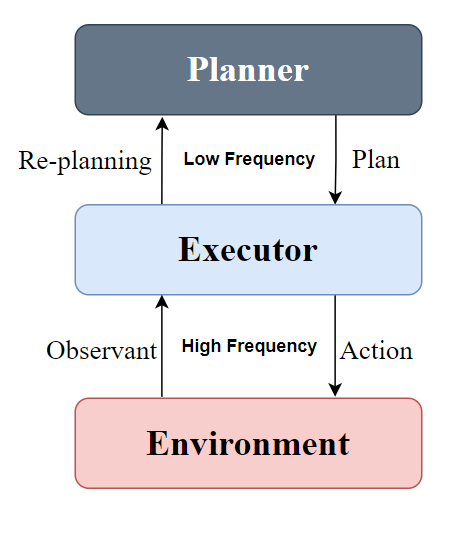 Planner
Re-planning
Low Frequency
Plan
Executor
Observant
High Frequency
Action
Environment